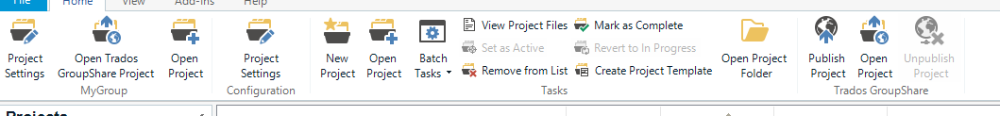 File Home View Add-Ins Help
Project Settings
Open Trados GroupShare Project
Open Project
MyGroup
Project Settings
Configuration
New Project
Open Project
Batch Tasks
View Project Files
Set as Active
Remove from List
Mark as Complete
Revert to In Progress
Create Project Template
Open Project Folder
Tasks
Publish Project
Open Project
Unpublish Project
Trados GroupShare
Projects